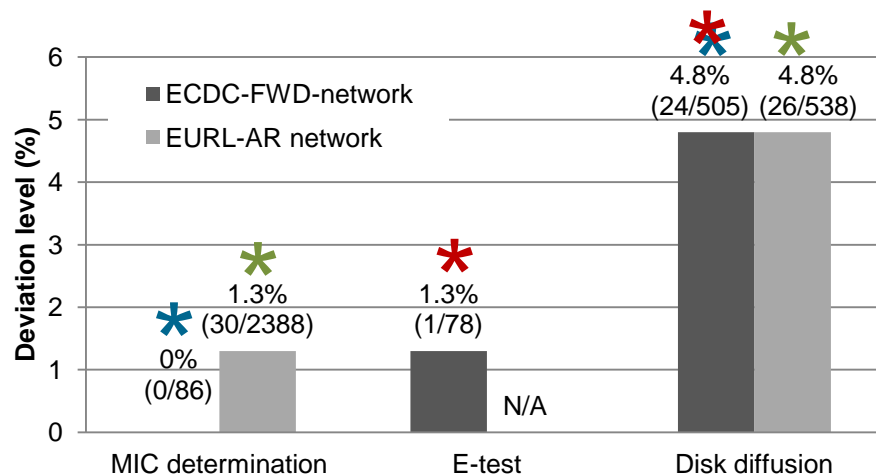 Deviation level (%)
6
5
4
3
2
1
0
ECDC-FWD-network
EURL-AR network
0%
(0/86)
1.3%
(30/2388)
1.3%
(1/78)
N/A
4.8%
(24/505)
4.8%
(26/538)
MIC determination
E-test
Disk diffusion